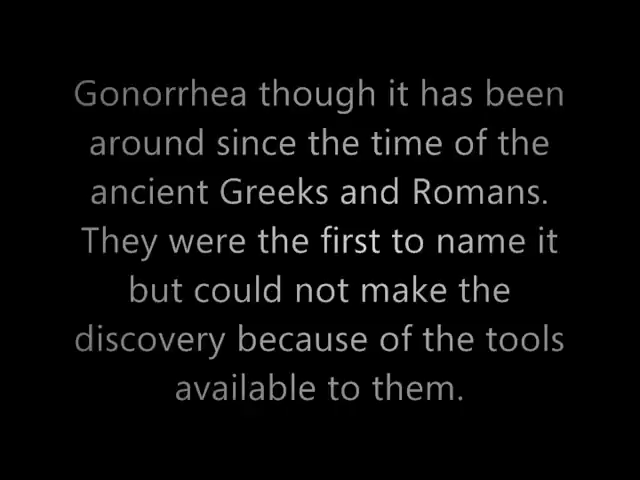 Gonorrhea though it has been
around since the time of the
ancient Greeks and Romans.
They were the first to name it
but could not make the
discovery because of the tools
available to them.